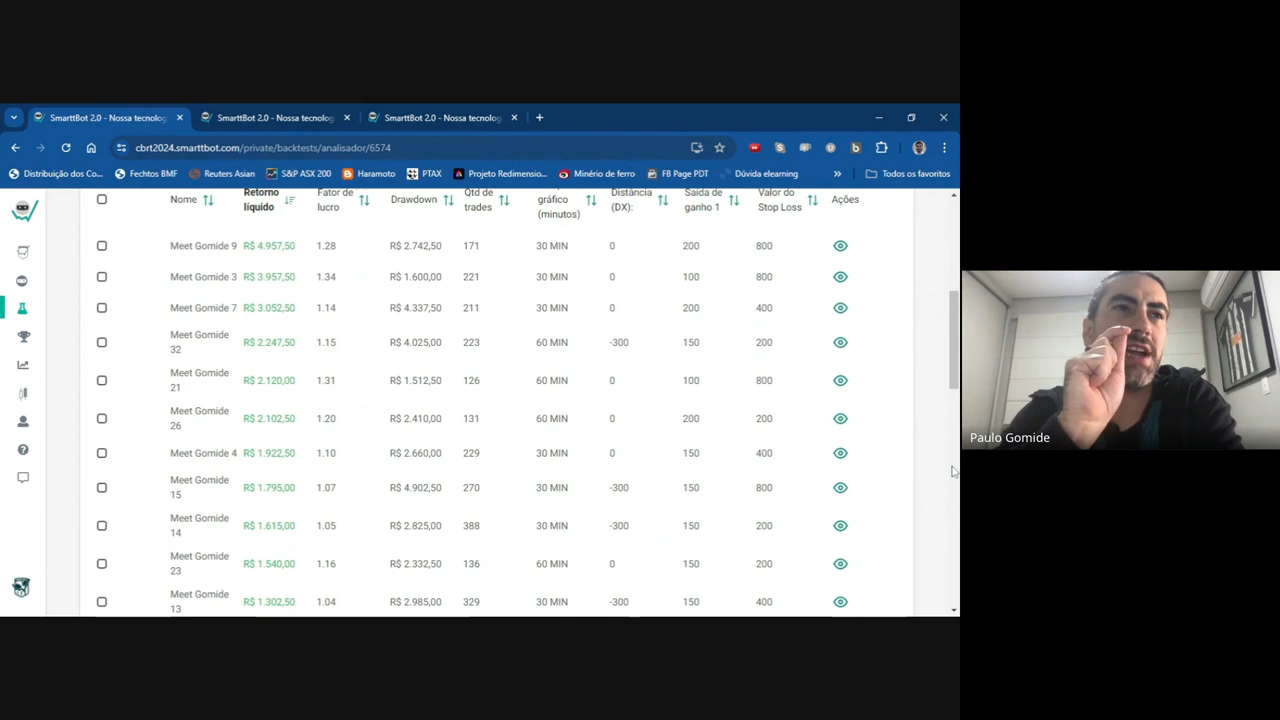 SmarttBot 2.0 - Nossa tecnolog
SmarttBot 2.0 - Nossa tecnolog
SmarttBot 2.0 - Nossa tecnolog
cbrt2024.smarttbot.com/private/backtests/analisador/6574
Distribuição dos Co...
Fechtos BMF
Reuters Asian
S&P ASX 200
Haramoto
PTAX
Projeto Redimensio...
Minério de ferro
FB Page PDT
Dúvida elearning
»
Todos os favoritos
Nome
Retorno líquido
Fator de lucro
Drawdown
Qtd de trades
gráfico (minutos)
Distância (DX):
Saída de ganho 1
Valor do Stop Loss
Ações
Meet Gomide 9 R$ 4.957,50 1.28 R$ 2.742,50 171 30 MIN 0 200 800
Meet Gomide 3 R$ 3.957,50 1.34 R$ 1.600,00 221 30 MIN 0 100 800
Meet Gomide 7 R$ 3.052,50 1.14 R$ 4.337,50 211 30 MIN 0 200 400
Meet Gomide 32 R$ 2.247,50 1.15 R$ 4.025,00 223 60 MIN -300 150 200
Meet Gomide 21 R$ 2.120,00 1.31 R$ 1.512,50 126 60 MIN 0 100 800
Meet Gomide 26 R$ 2.102,50 1.20 R$ 2.410,00 131 60 MIN 0 200 200
Meet Gomide 4 R$ 1.922,50 1.10 R$ 2.660,00 229 30 MIN 0 150 400
Meet Gomide 15 R$ 1.795,00 1.07 R$ 4.902,50 270 30 MIN -300 150 800
Meet Gomide 14 R$ 1.615,00 1.05 R$ 2.825,00 388 30 MIN -300 150 200
Meet Gomide 23 R$ 1.540,00 1.16 R$ 2.332,50 136 60 MIN 0 150 200
Meet Gomide 13 R$ 1.302,50 1.04 R$ 2.985,00 329 30 MIN -300 150 400
Paulo Gomide